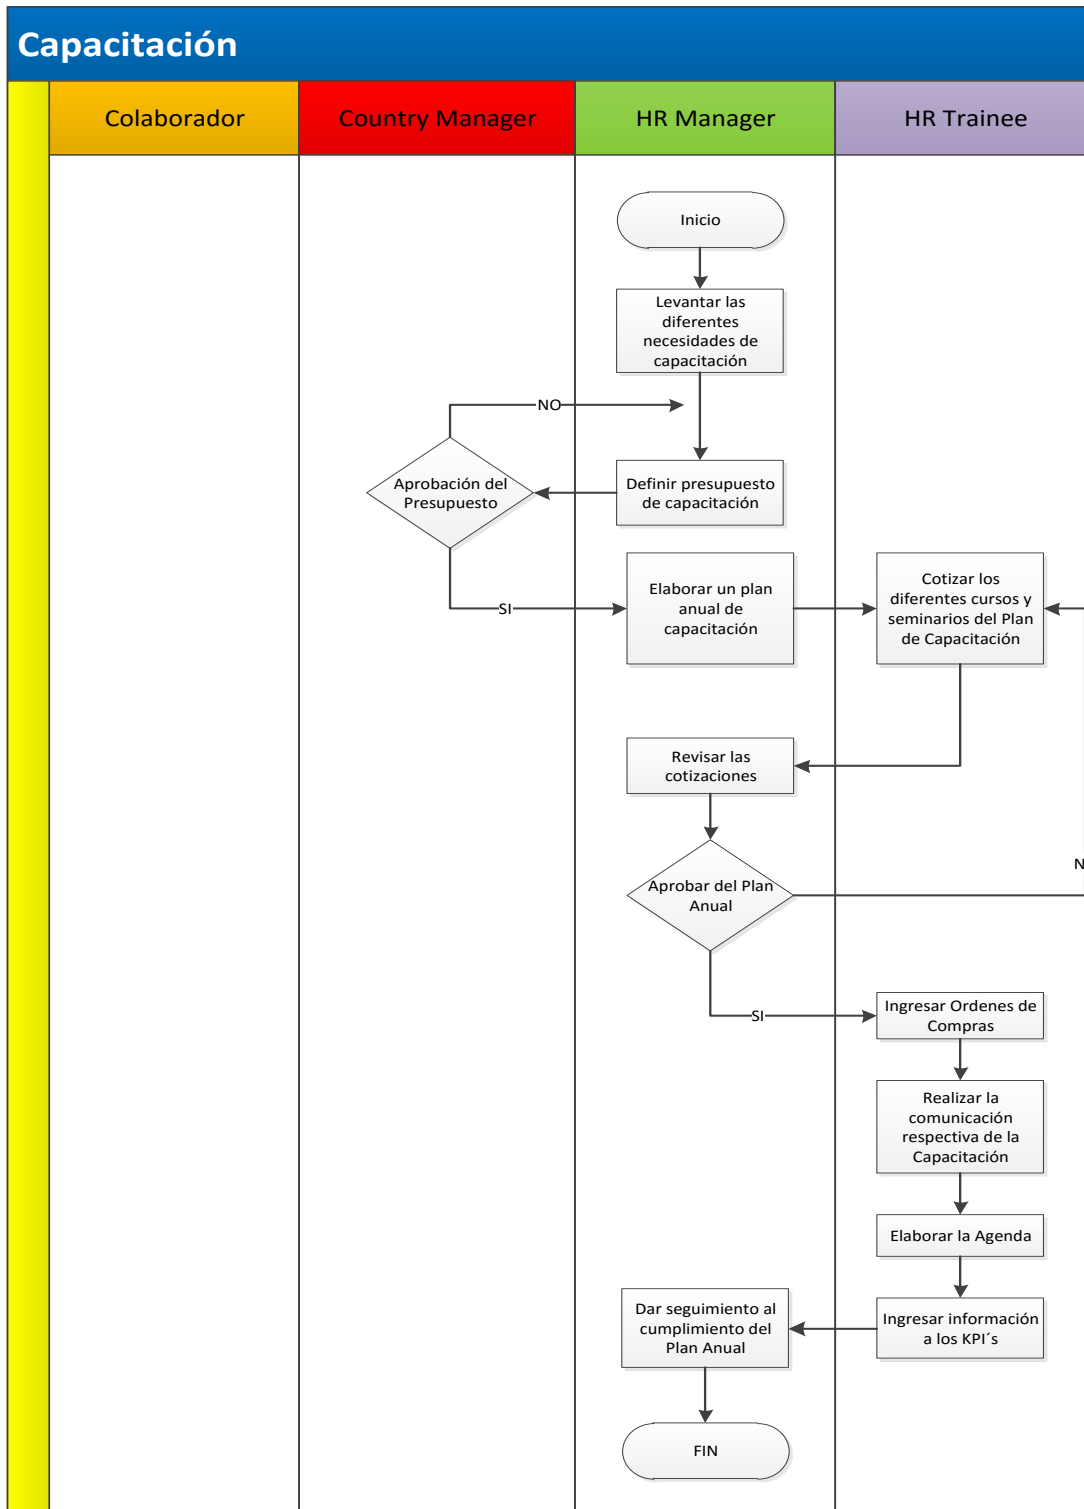 Capacitación
Colaborador
Country Manager
HR Manager
HR Trainee
Inicio
Levantar las
diferentes
necesidades de
capacitación
NO
Aprobación del
Presupuesto
Definir presupuesto
de capacitación
SI
Elaborar un plan
anual de
capacitación
Cotizar los
diferentes cursos y
seminarios del Plan
de Capacitación
Revisar las
cotizaciones
N
Aprobar del Plan
Anual
SI
Ingresar Ordenes de
Compras
Realizar la
comunicación
respectiva de la
Capacitación
Elaborar la Agenda
Dar seguimiento al
cumplimiento del
Plan Anual
Ingresar información
a los KPI´s
FIN